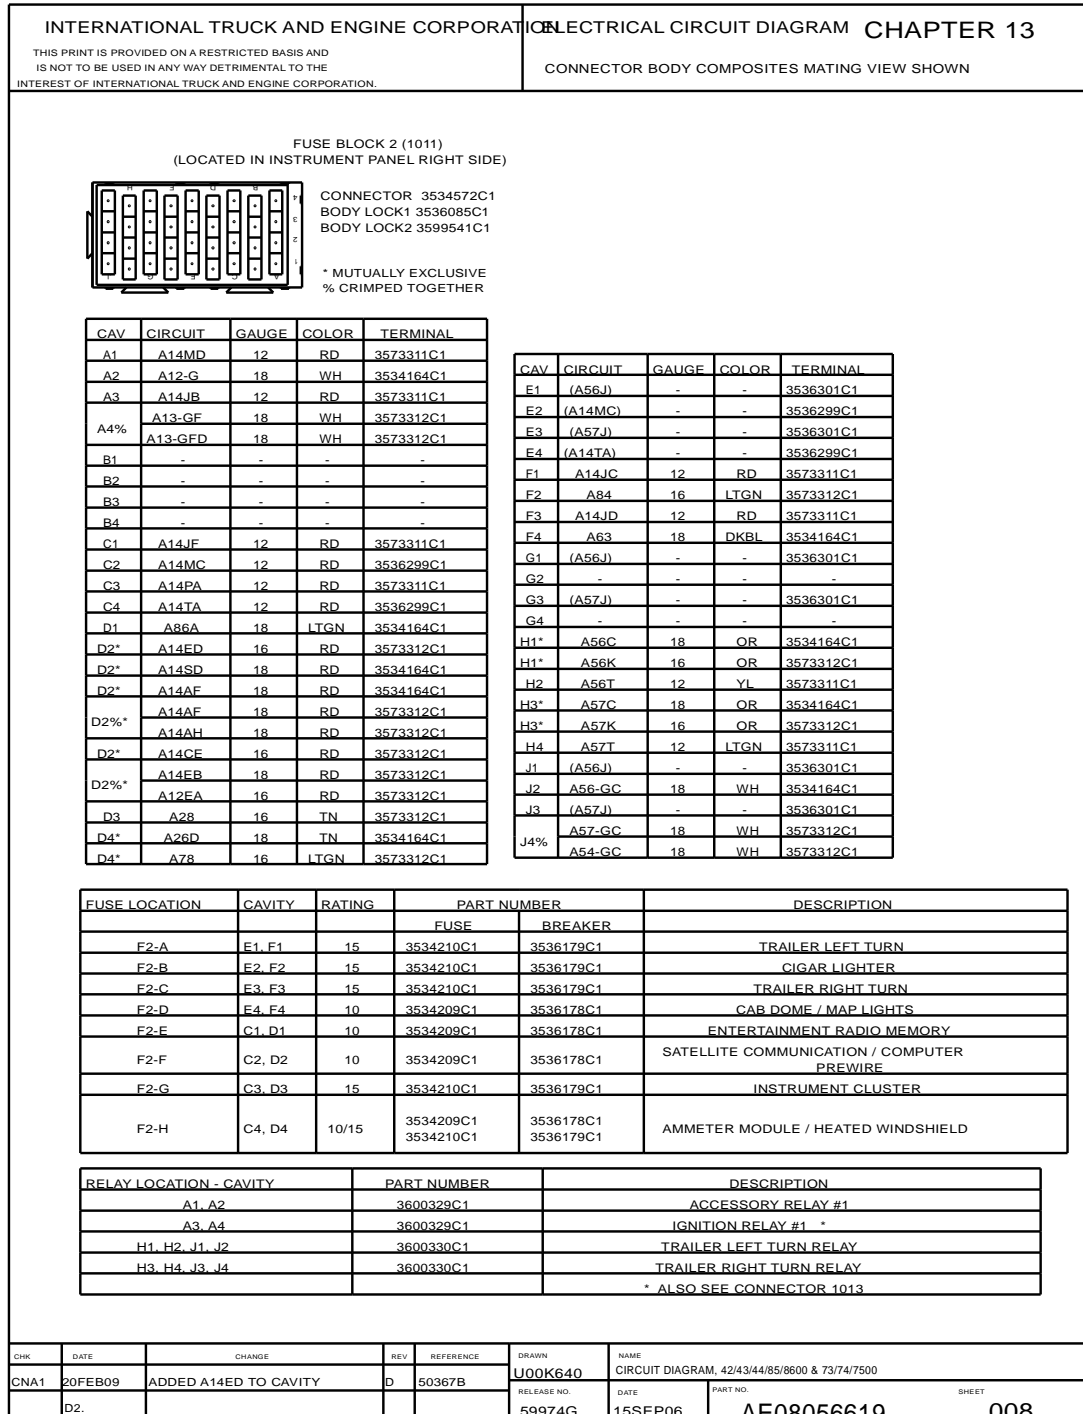 INTERNATIONAL TRUCK AND ENGINE CORPORATION
THIS PRINT IS PROVIDED ON A RESTRICTED BASIS AND
IS NOT TO BE USED IN ANY WAY DETRIMENTAL TO THE
INTEREST OF INTERNATIONAL TRUCK AND ENGINE CORPORATION.
ELECTRICAL CIRCUIT DIAGRAM CHAPTER 13
CONNECTOR BODY COMPOSITES MATING VIEW SHOWN
FUSE BLOCK 2 (1011)
(LOCATED IN INSTRUMENT PANEL RIGHT SIDE)
H F D B
4
3
2
1
J G E C A
CONNECTOR 3534572C1
BODY LOCK1 3536085C1
BODY LOCK2 3599541C1
* MUTUALLY EXCLUSIVE
% CRIMPED TOGETHER
CAV CIRCUIT GAUGE COLOR TERMINAL
A1 A14MD 12 RD 3573311C1
A2 A12-G 18 WH 3534164C1
A3 A14JB 12 RD 3573311C1
A4% A13-GF 18 WH 3573312C1
A13-GFD 18 WH 3573312C1
B1 - - - -
B2 - - - -
B3 - - - -
B4 - - - -
C1 A14JF 12 RD 3573311C1
C2 A14MC 12 RD 3536299C1
C3 A14PA 12 RD 3573311C1
C4 A14TA 12 RD 3536299C1
D1 A86A 18 LTGN 3534164C1
D2* A14ED 16 RD 3573312C1
D2* A14SD 18 RD 3534164C1
D2* A14AF 18 RD 3534164C1
D2%* A14AF 18 RD 3573312C1
A14AH 18 RD 3573312C1
D2* A14CE 16 RD 3573312C1
D2%* A14EB 18 RD 3573312C1
A12EA 16 RD 3573312C1
D3 A28 16 TN 3573312C1
D4* A26D 18 TN 3534164C1
D4* A78 16 LTGN 3573312C1
CAV CIRCUIT GAUGE COLOR TERMINAL
E1 (A56J) - - 3536301C1
E2 (A14MC) - - 3536299C1
E3 (A57J) - - 3536301C1
E4 (A14TA) - - 3536299C1
F1 A14JC 12 RD 3573311C1
F2 A84 16 LTGN 3573312C1
F3 A14JD 12 RD 3573311C1
F4 A63 18 DKBL 3534164C1
G1 (A56J) - - 3536301C1
G2 - - - -
G3 (A57J) - - 3536301C1
G4 - - - -
H1* A56C 18 OR 3534164C1
H1* A56K 16 OR 3573312C1
H2 A56T 12 YL 3573311C1
H3* A57C 18 OR 3534164C1
H3* A57K 16 OR 3573312C1
H4 A57T 12 LTGN 3573311C1
J1 (A56J) - - 3536301C1
J2 A56-GC 18 WH 3534164C1
J3 (A57J) - - 3536301C1
J4% A57-GC 18 WH 3573312C1
A54-GC 18 WH 3573312C1
FUSE LOCATION CAVITY RATING PART NUMBER DESCRIPTION
FUSE BREAKER
F2-A E1, F1 15 3534210C1 3536179C1 TRAILER LEFT TURN
F2-B E2, F2 15 3534210C1 3536179C1 CIGAR LIGHTER
F2-C E3, F3 15 3534210C1 3536179C1 TRAILER RIGHT TURN
F2-D E4, F4 10 3534209C1 3536178C1 CAB DOME / MAP LIGHTS
F2-E C1, D1 10 3534209C1 3536178C1 ENTERTAINMENT RADIO MEMORY
F2-F C2, D2 10 3534209C1 3536178C1 SATELLITE COMMUNICATION / COMPUTER
PREWIRE
F2-G C3, D3 15 3534210C1 3536179C1 INSTRUMENT CLUSTER
F2-H C4, D4 10/15 3534209C1 3536178C1 AMMETER MODULE / HEATED WINDSHIELD
3534210C1 3536179C1
RELAY LOCATION - CAVITY PART NUMBER DESCRIPTION
A1, A2 3600329C1 ACCESSORY RELAY #1
A3, A4 3600329C1 IGNITION RELAY #1 *
H1, H2, J1, J2 3600330C1 TRAILER LEFT TURN RELAY
H3, H4, J3, J4 3600330C1 TRAILER RIGHT TURN RELAY
* ALSO SEE CONNECTOR 1013
CHK DATE CHANGE REV REFERENCE DRAWN NAME
CNA1 20FEB09 ADDED A14ED TO CAVITY D 50367B U00K640 CIRCUIT DIAGRAM, 42/43/44/85/8600 & 73/74/7500
RELEASE NO. DATE PART NO. SHEET
D2. 59974G 15SEP06 AE08056619 008